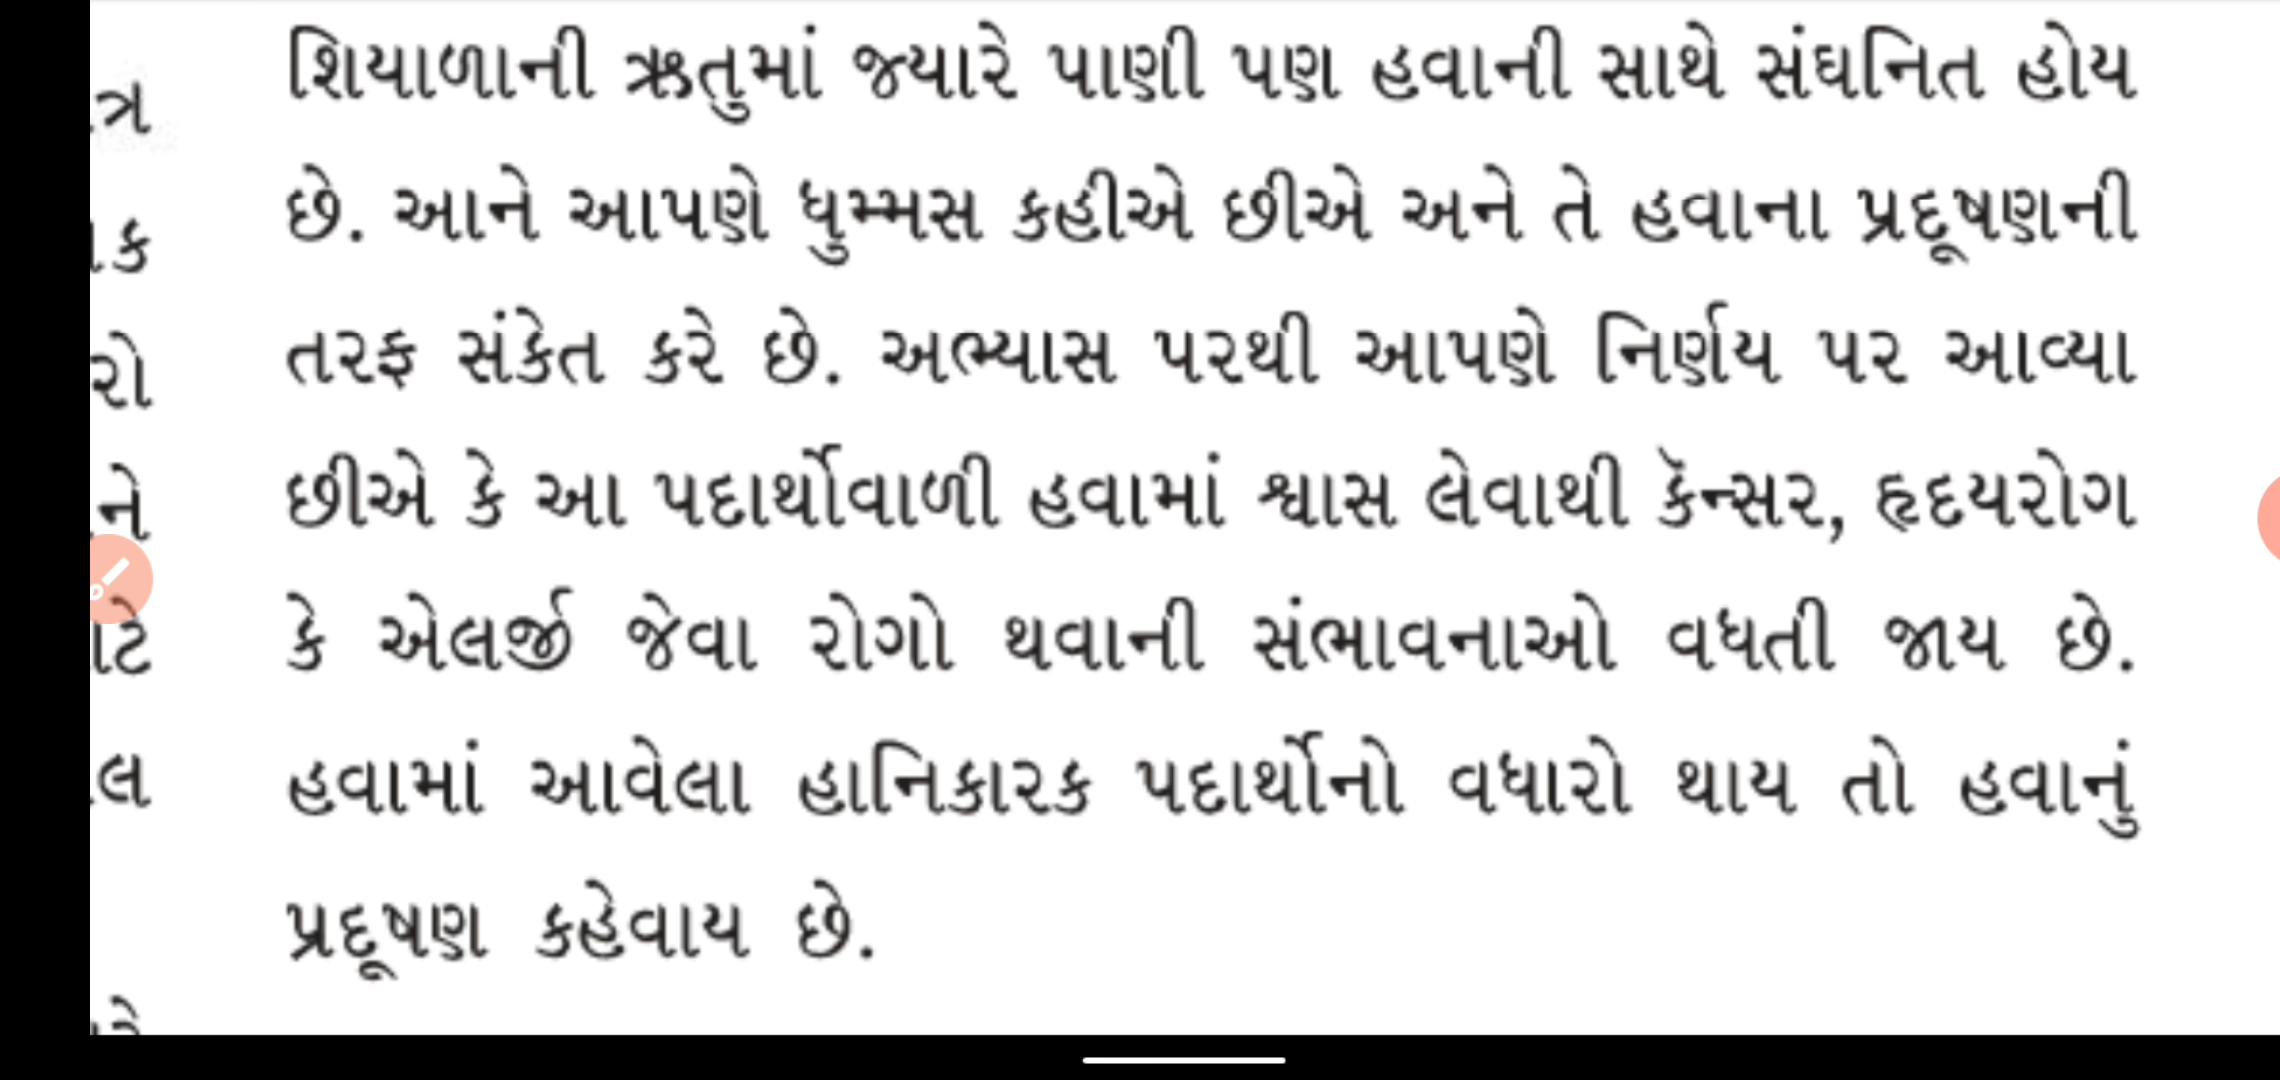 શિયાળાની ઋતુમાં જ્યારે પાણી પણ હવાની સાથે સંઘનિત હોય
છે. આને આપણે ધુમ્મસ કહીએ છીએ અને તે હવાના પ્રદૂષણની
તરફ સંકેત કરે છે. અભ્યાસ પરથી આપણે નિર્ણય પર આવ્યા
છીએ કે આ પદાર્થોવાળી હવામાં શ્વાસ લેવાથી કૅન્સર, હૃદયરોગ
કે એલર્જી જેવા રોગો થવાની સંભાવનાઓ વધતી જાય છે.
હવામાં આવેલા હાનિકારક પદાર્થોનો વધારો થાય તો હવાનું
પ્રદૂષણ કહેવાય છે.